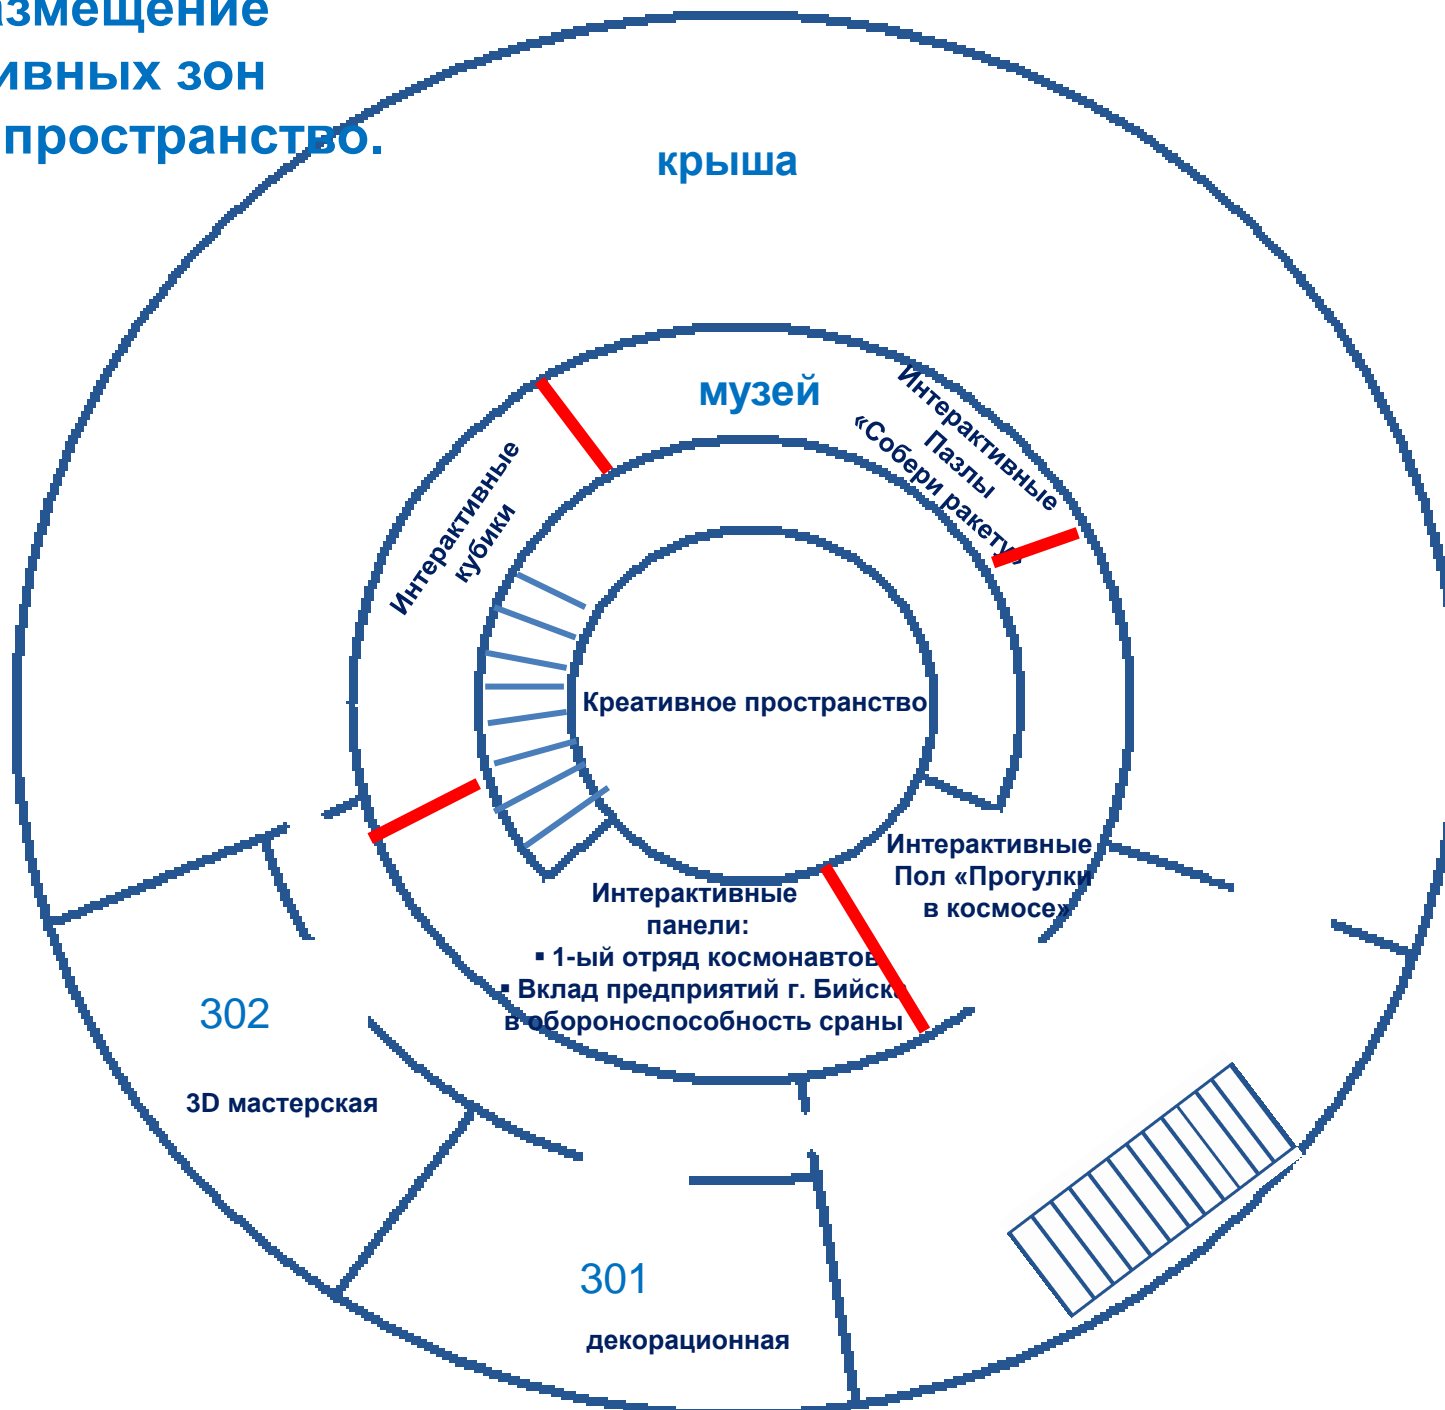 азмещение
ивных зон
пространство.
крыша
музей
Интерактивные
Пазлы
«Собери ракету»
Интерактивные
кубики
Креативное пространство
Интерактивные
Пол «Прогулки
в космосе»
Интерактивные
панели:
▪ 1-ый отряд космонавтов
▪ Вклад предприятий г. Бийска
в обороноспособность сраны
302
3D мастерская
301
декорационная